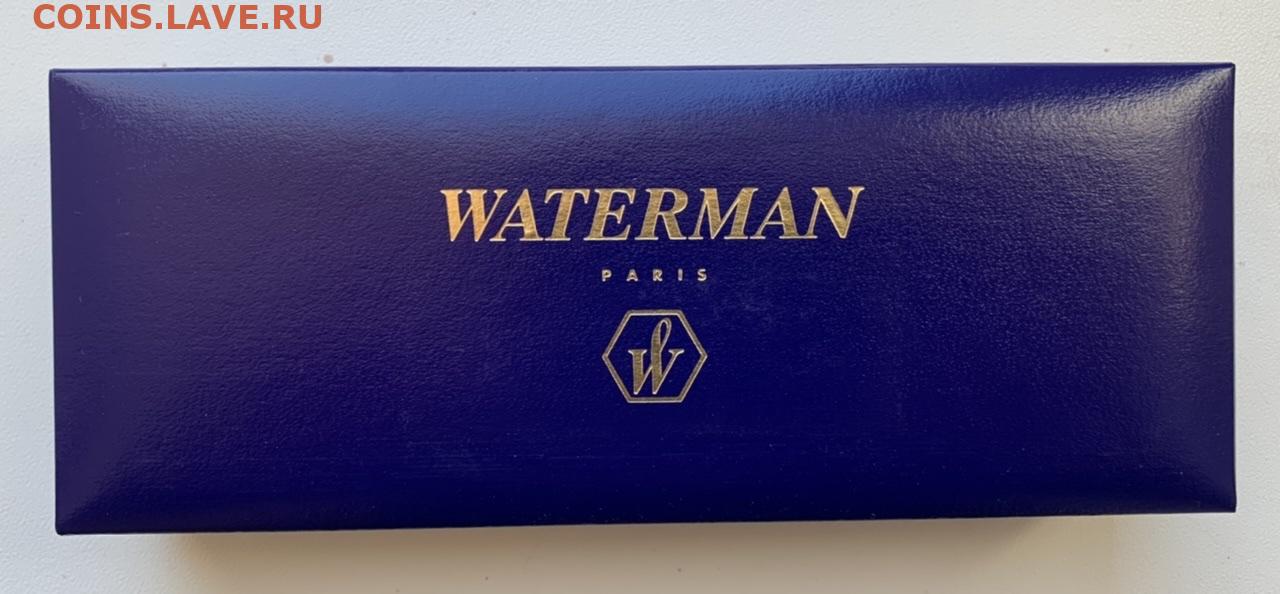 COINS.LAVE.RU
WATERMAN
PARIS
W